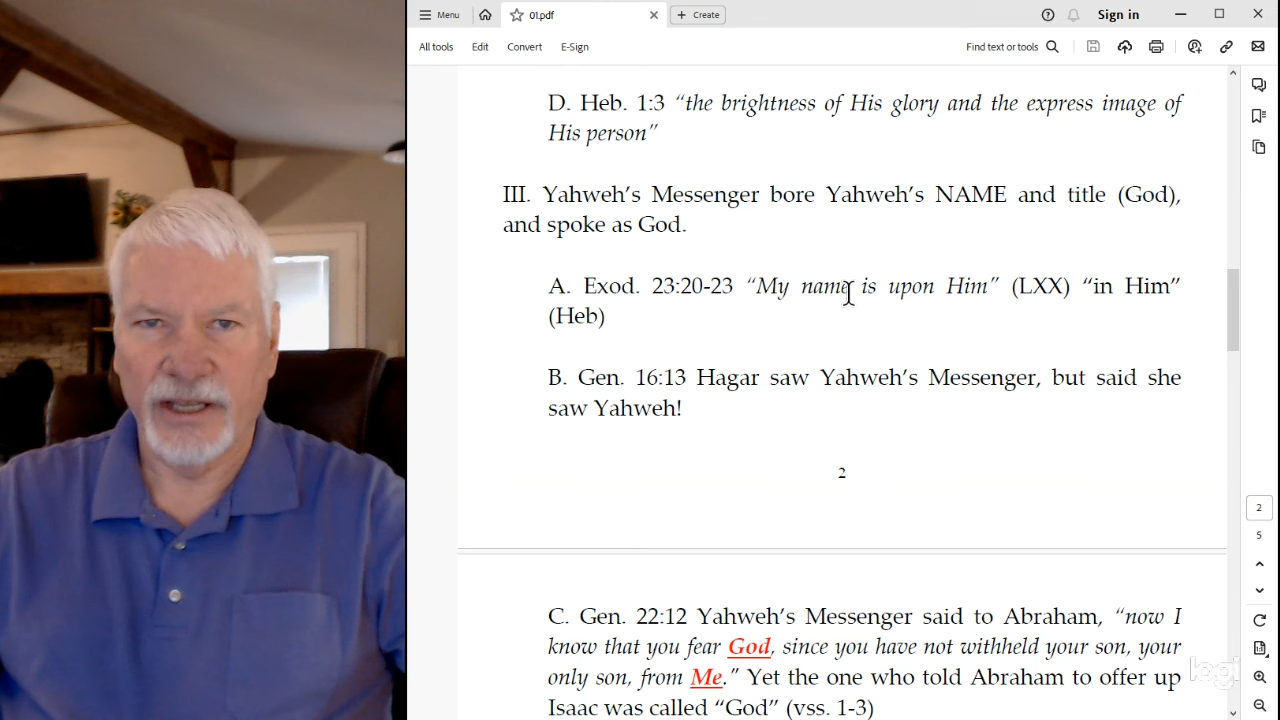 Menu
01.pdf
Create
Sign in
All tools
Edit
Convert
E-Sign
Find text or tools
D. Heb. 1:3 “the brightness of His glory and the express image of
His person”
III. Yahweh’s Messenger bore Yahweh’s NAME and title (God),
and spoke as God.
A. Exod. 23:20-23 “My name is upon Him” (LXX) “in Him”
(Heb)
B. Gen. 16:13 Hagar saw Yahweh’s Messenger, but said she
saw Yahweh!
2
C. Gen. 22:12 Yahweh’s Messenger said to Abraham, “now I
know that you fear God, since you have not withheld your son, your
only son, from Me.” Yet the one who told Abraham to offer up
Isaac was called “God” (vss. 1-3)
2
5
logi